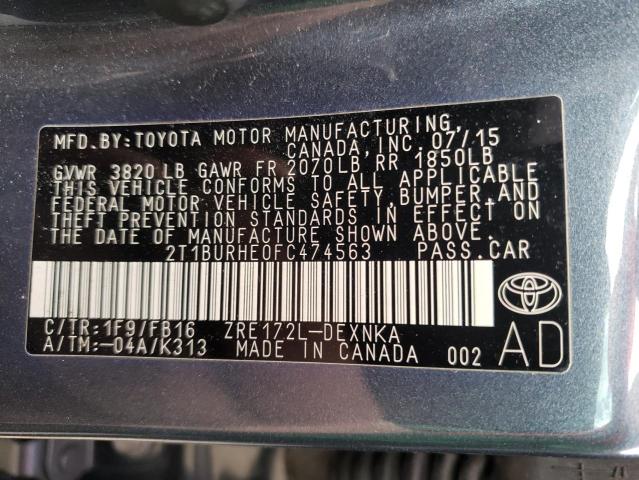 MFD.BY:TOYOTA MOTOR MANUFACTURING,
CANADA,INC. 07/15
GVWR 3820LB GAWR FR 2070LB,RR 1850LB
THIS VEHICLE CONFORMS TO ALL APPLICABLE
FEDERAL MOTOR VEHICLE SAFETY,BUMPER,AND
THEFT PREVENTION STANDARDS IN EFFECT ON
THE DATE OF MANUFACTURE SHOWN ABOVE.
2T1BURHE0FC474563 PASS.CAR
C/TR:1F9/FB16 ZRE172L-DEXNKA
A/TM:-04A/K313 MADE IN CANADA 002
AD